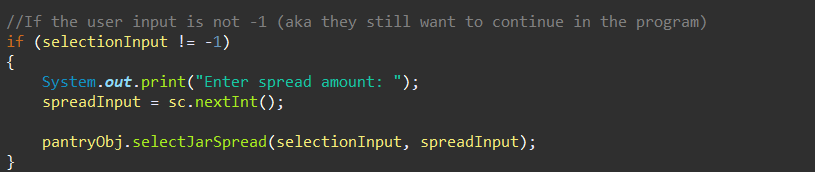 //If the user input is not -1 (aka they still want to continue in the program)
if (selectionInput != -1)
{
    System.out.print("Enter spread amount: ");
    spreadInput = sc.nextInt();

    pantryObj.selectJarSpread(selectionInput, spreadInput);
}